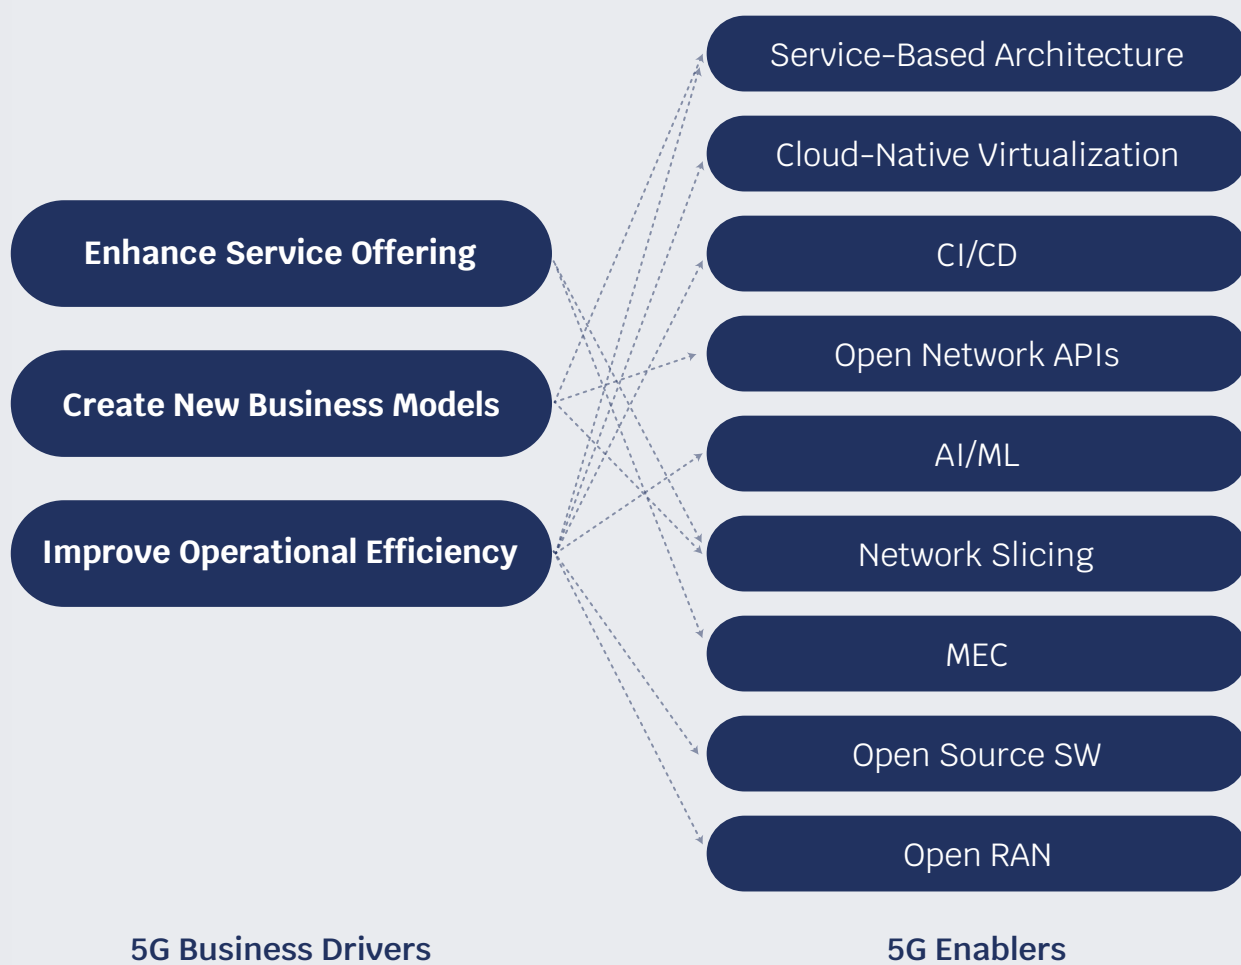 Enhance Service Offering
Create New Business Models
Improve Operational Efficiency
5G Business Drivers
Service-Based Architecture
Cloud-Native Virtualization
CI/CD
Open Network APIs
AI/ML
Network Slicing
MEC
Open Source SW
Open RAN
5G Enablers